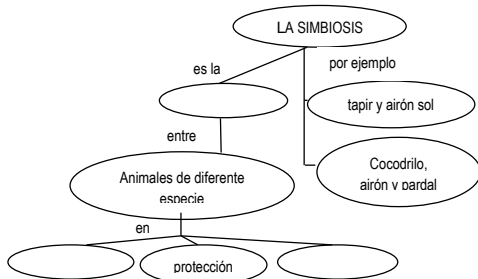 LA SIMBIOSIS
es la
por ejemplo
tapir y airón sol
entre
Animales de diferente
especie
Cocodrilo,
airón y pardal
en
protección